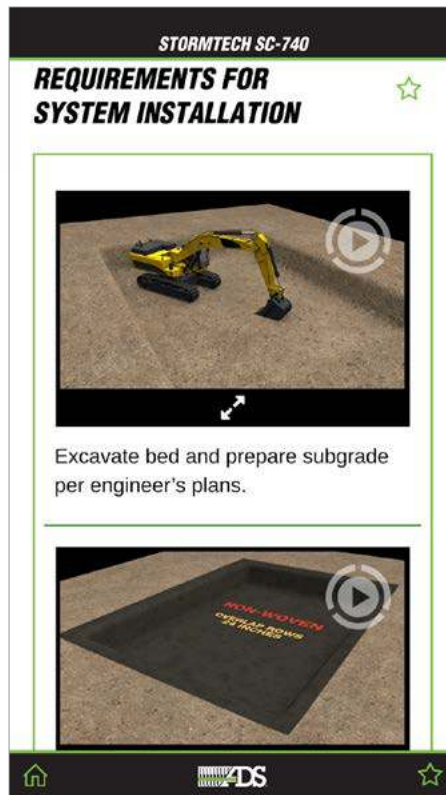 STORMTECH SC-740
REQUIREMENTS FOR
SYSTEM INSTALLATION
Excavate bed and prepare subgrade
per engineer's plans.
NON-WOVEN
OVERLAP ROWS
24 INCHES
ADS